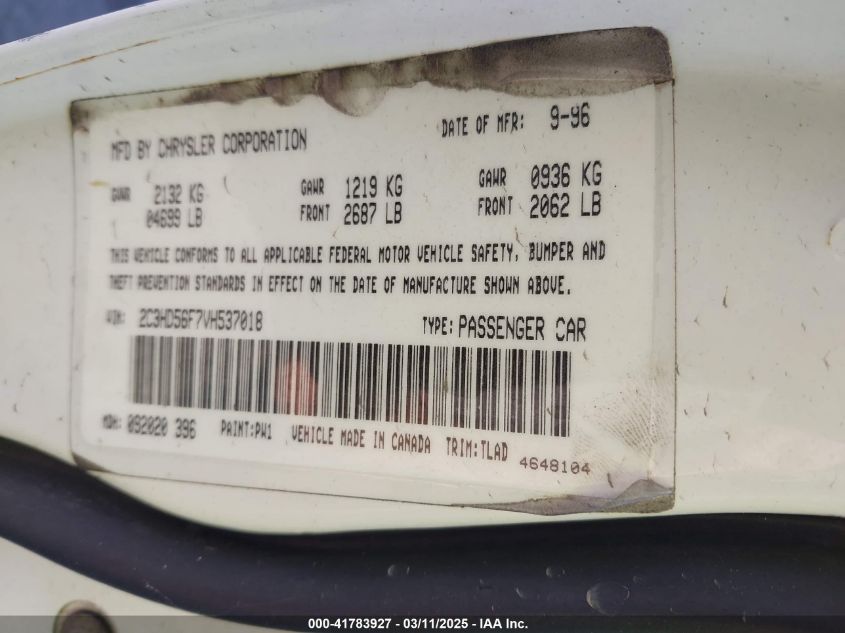 MFD BY CHRYSLER CORPORATION
DATE OF MFR: 9-96
GVWR 2132 KG
04699 LB
GAWR 1219 KG
FRONT 2687 LB
GAWR 0936 KG
FRONT 2062 LB
THIS VEHICLE CONFORMS TO ALL APPLICABLE FEDERAL MOTOR VEHICLE SAFETY, BUMPER AND
THEFT PREVENTION STANDARDS IN EFFECT ON THE DATE OF MANUFACTURE SHOWN ABOVE.
VIN: 2C3HD56F7VH537018
TYPE: PASSENGER CAR
MDH: 092020 396 PAINT:PW1 VEHICLE MADE IN CANADA TRIM:TLAD
4648104
000-41783927 - 03/11/2025 - IAA Inc.